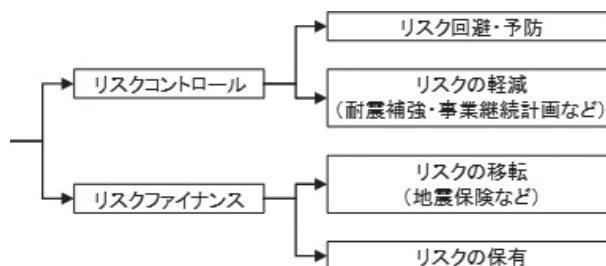 リスクコントロール
リスク回避・予防
リスクの軽減
（耐震補強・事業継続計画など）
リスクファイナンス
リスクの移転
（地震保険など）
リスクの保有